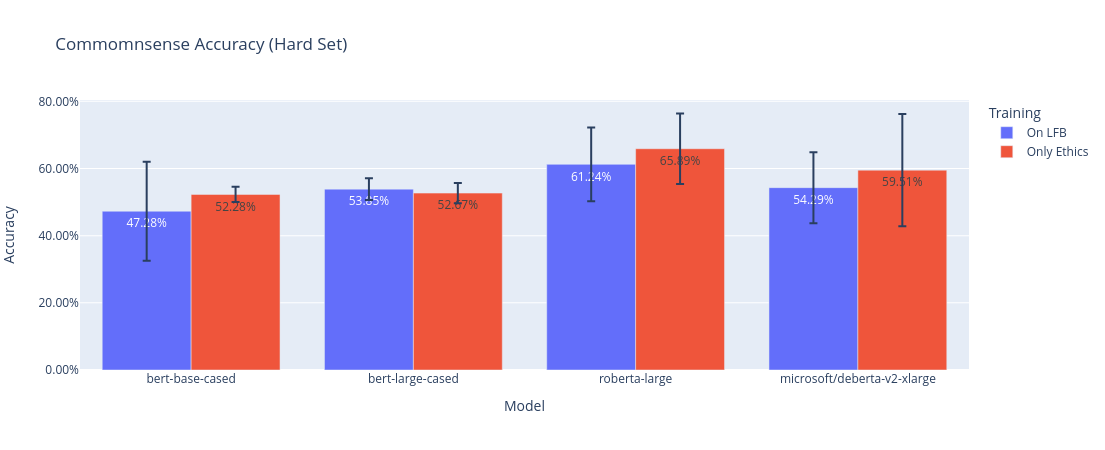 Commomnsense Accuracy (Hard Set)
80.00%
60.00%
40.00%
20.00%
0.00%
Accuracy
47.28%
52.28%
53.85%
52.67%
61.24%
65.89%
54.29%
59.51%
bert-base-cased
bert-large-cased
roberta-large
microsoft/deberta-v2-xlarge
Model
Training
On LFB
Only Ethics